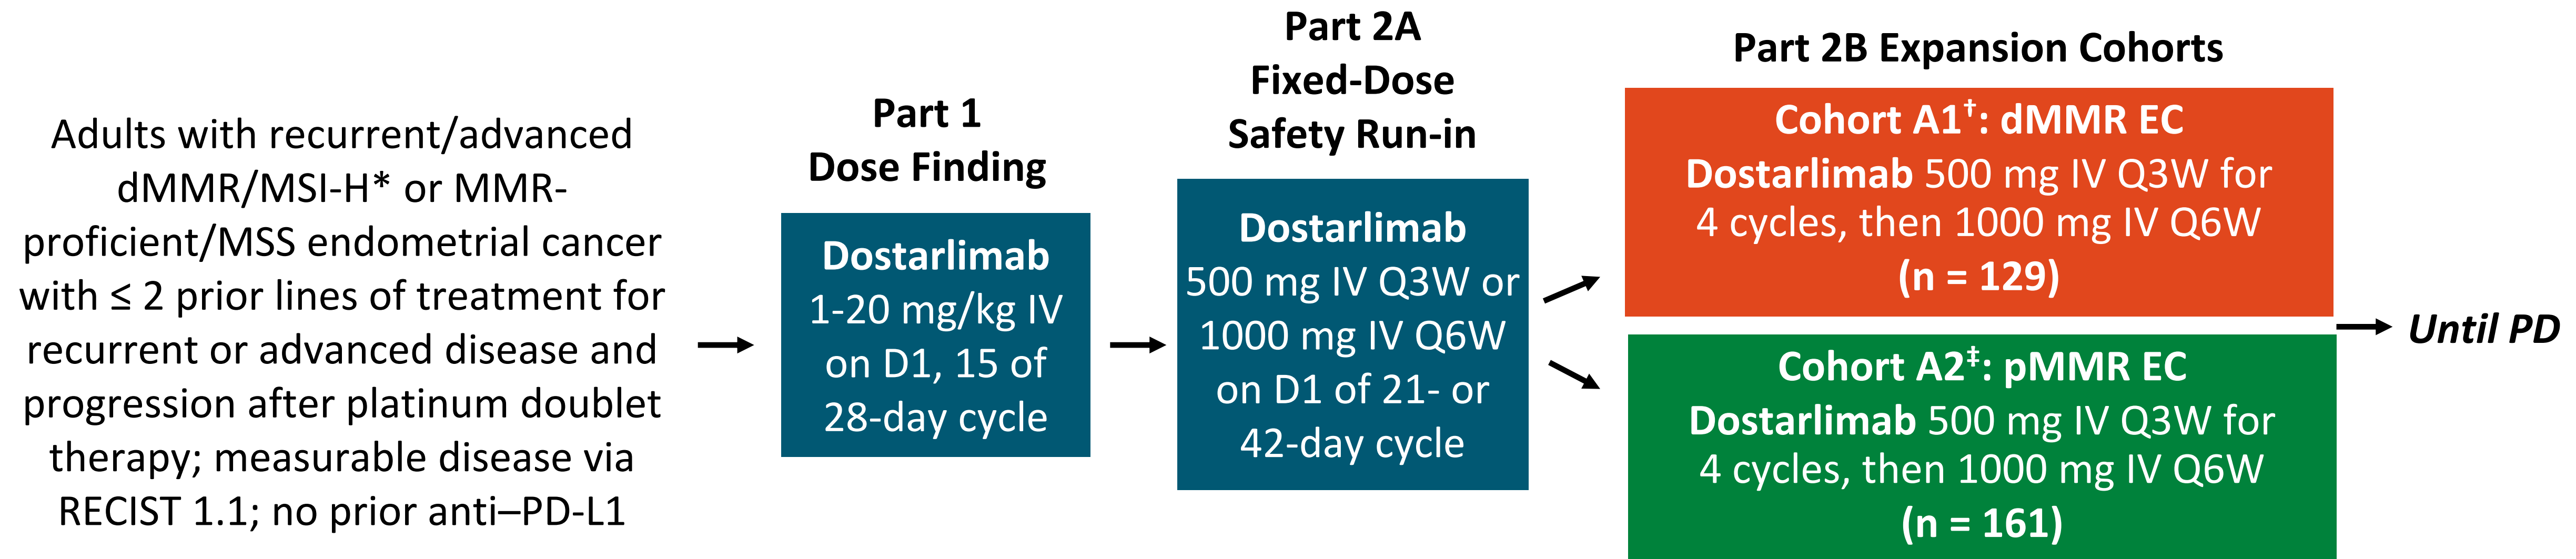 Adults with recurrent/advanced
dMMR/MSI-H* or MMR-
proficient/MSS endometrial cancer
with ≤ 2 prior lines of treatment for
recurrent or advanced disease and
progression after platinum doublet
therapy; measurable disease via
RECIST 1.1; no prior anti–PD-L1
Part 1
Dose Finding
Dostarlimab
1-20 mg/kg IV
on D1, 15 of
28-day cycle
Part 2A
Fixed-Dose
Safety Run-in
Dostarlimab
500 mg IV Q3W or
1000 mg IV Q6W
on D1 of 21- or
42-day cycle
Part 2B Expansion Cohorts
Cohort A1†: dMMR EC
Dostarlimab 500 mg IV Q3W for
4 cycles, then 1000 mg IV Q6W
(n = 129)
Cohort A2‡: pMMR EC
Dostarlimab 500 mg IV Q3W for
4 cycles, then 1000 mg IV Q6W
(n = 161)
Until PD